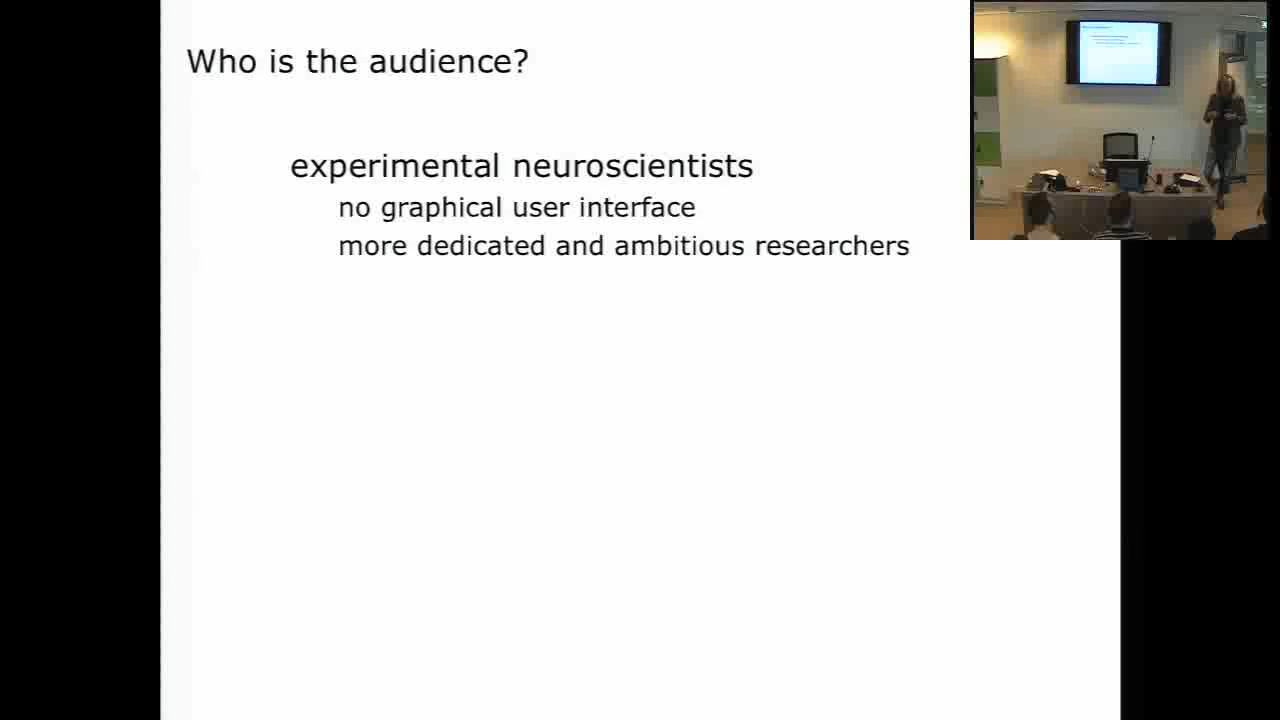 Who is the audience?
experimental neuroscientists
no graphical user interface
more dedicated and ambitious researchers